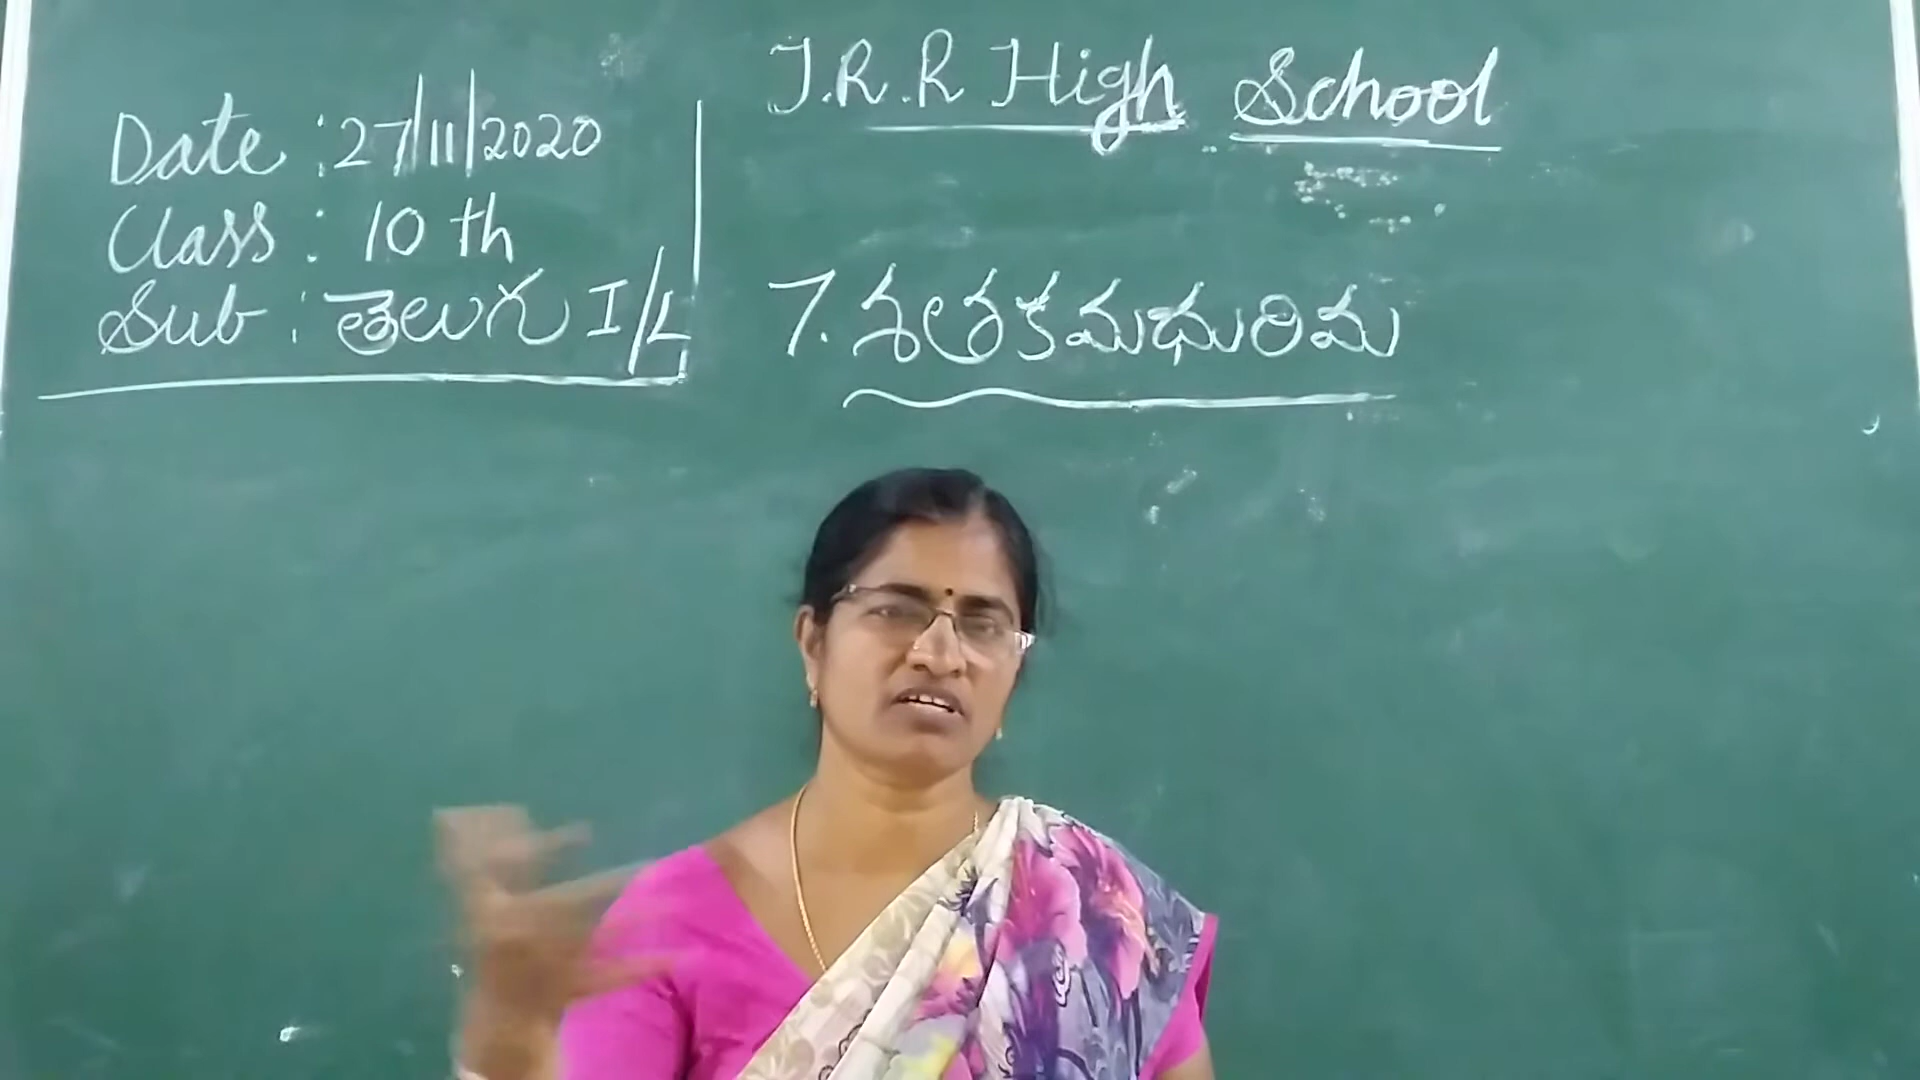 J.R.R High School
Date : 27/11/2020
Class : 10 th
Sub : తెలుగు I/L
7. శతకమధురిమ